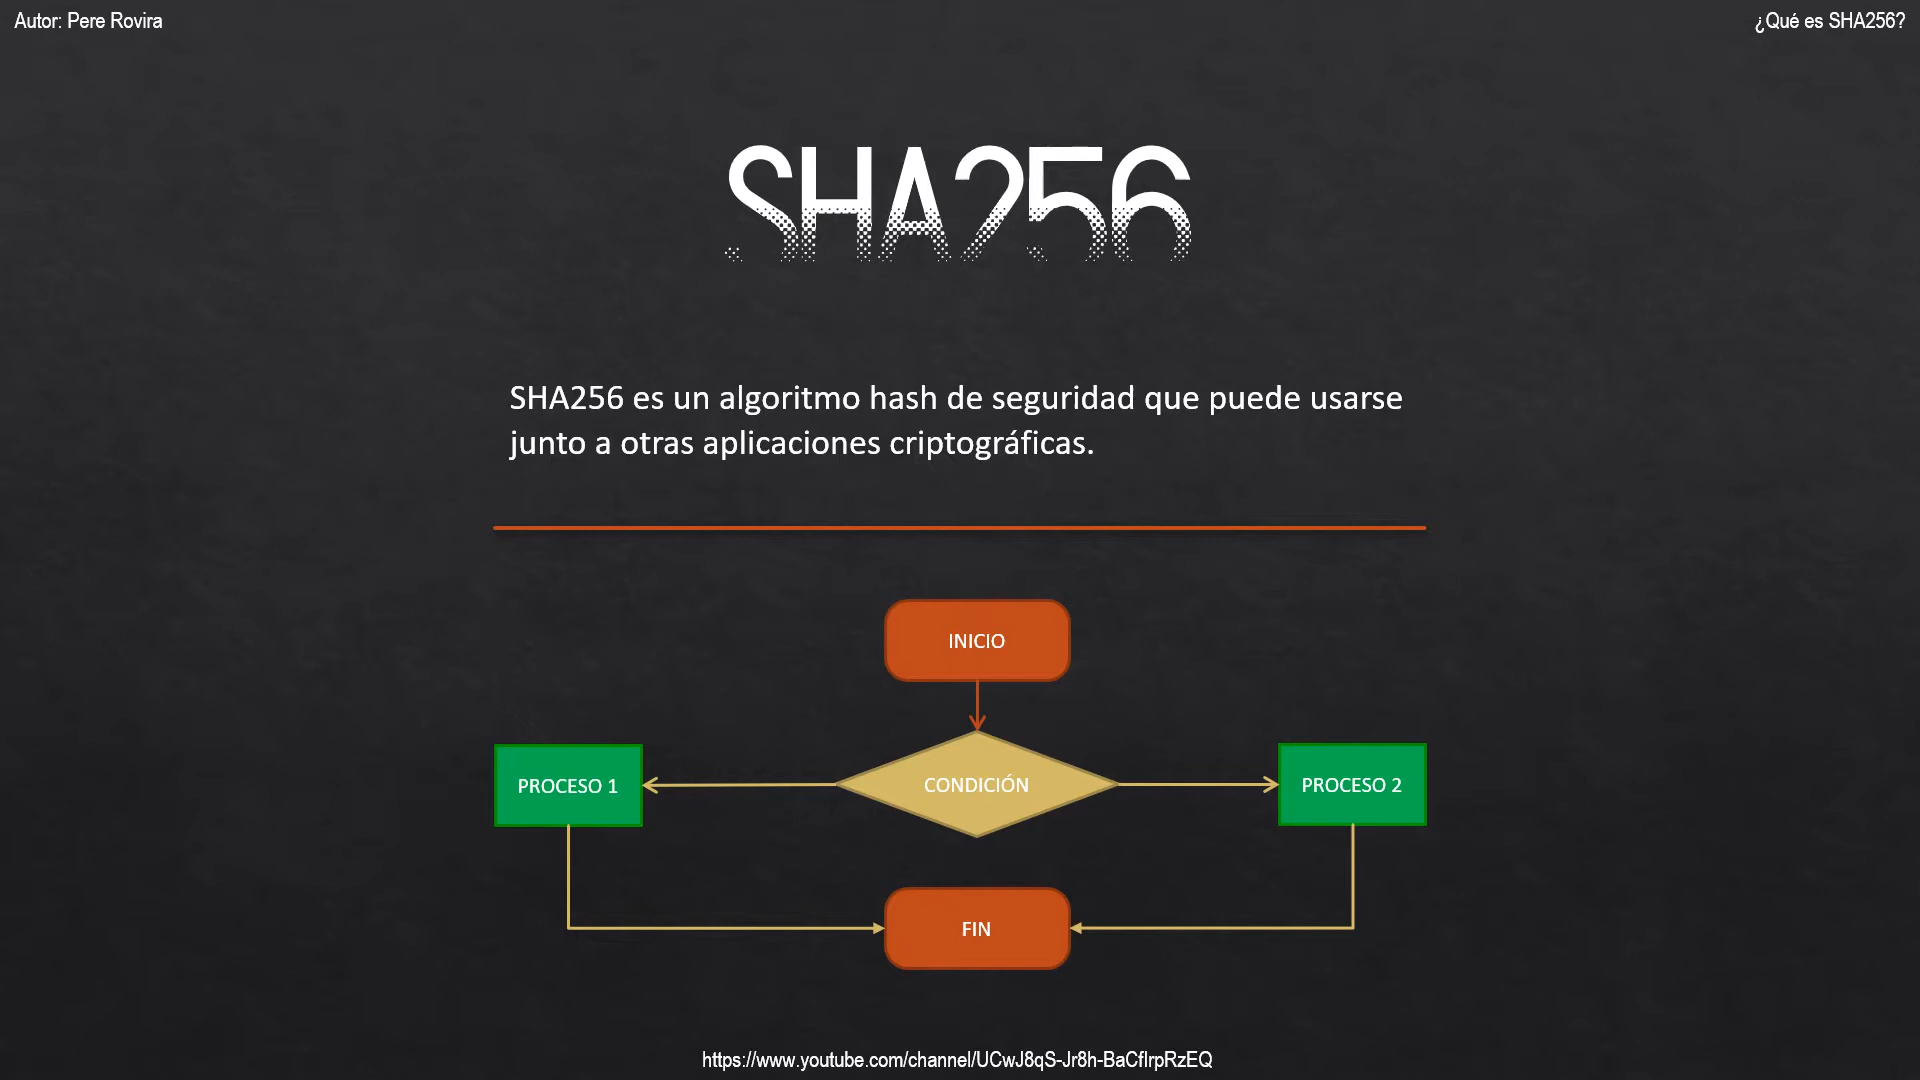 Autor: Pere Rovira
¿Qué es SHA256?
SHA256
SHA256 es un algoritmo hash de seguridad que puede usarse
junto a otras aplicaciones criptográficas.
INICIO
PROCESO 1
CONDICIÓN
PROCESO 2
FIN
https://www.youtube.com/channel/UCwJ8qS-Jr8h-BaCfIrpRzEQ